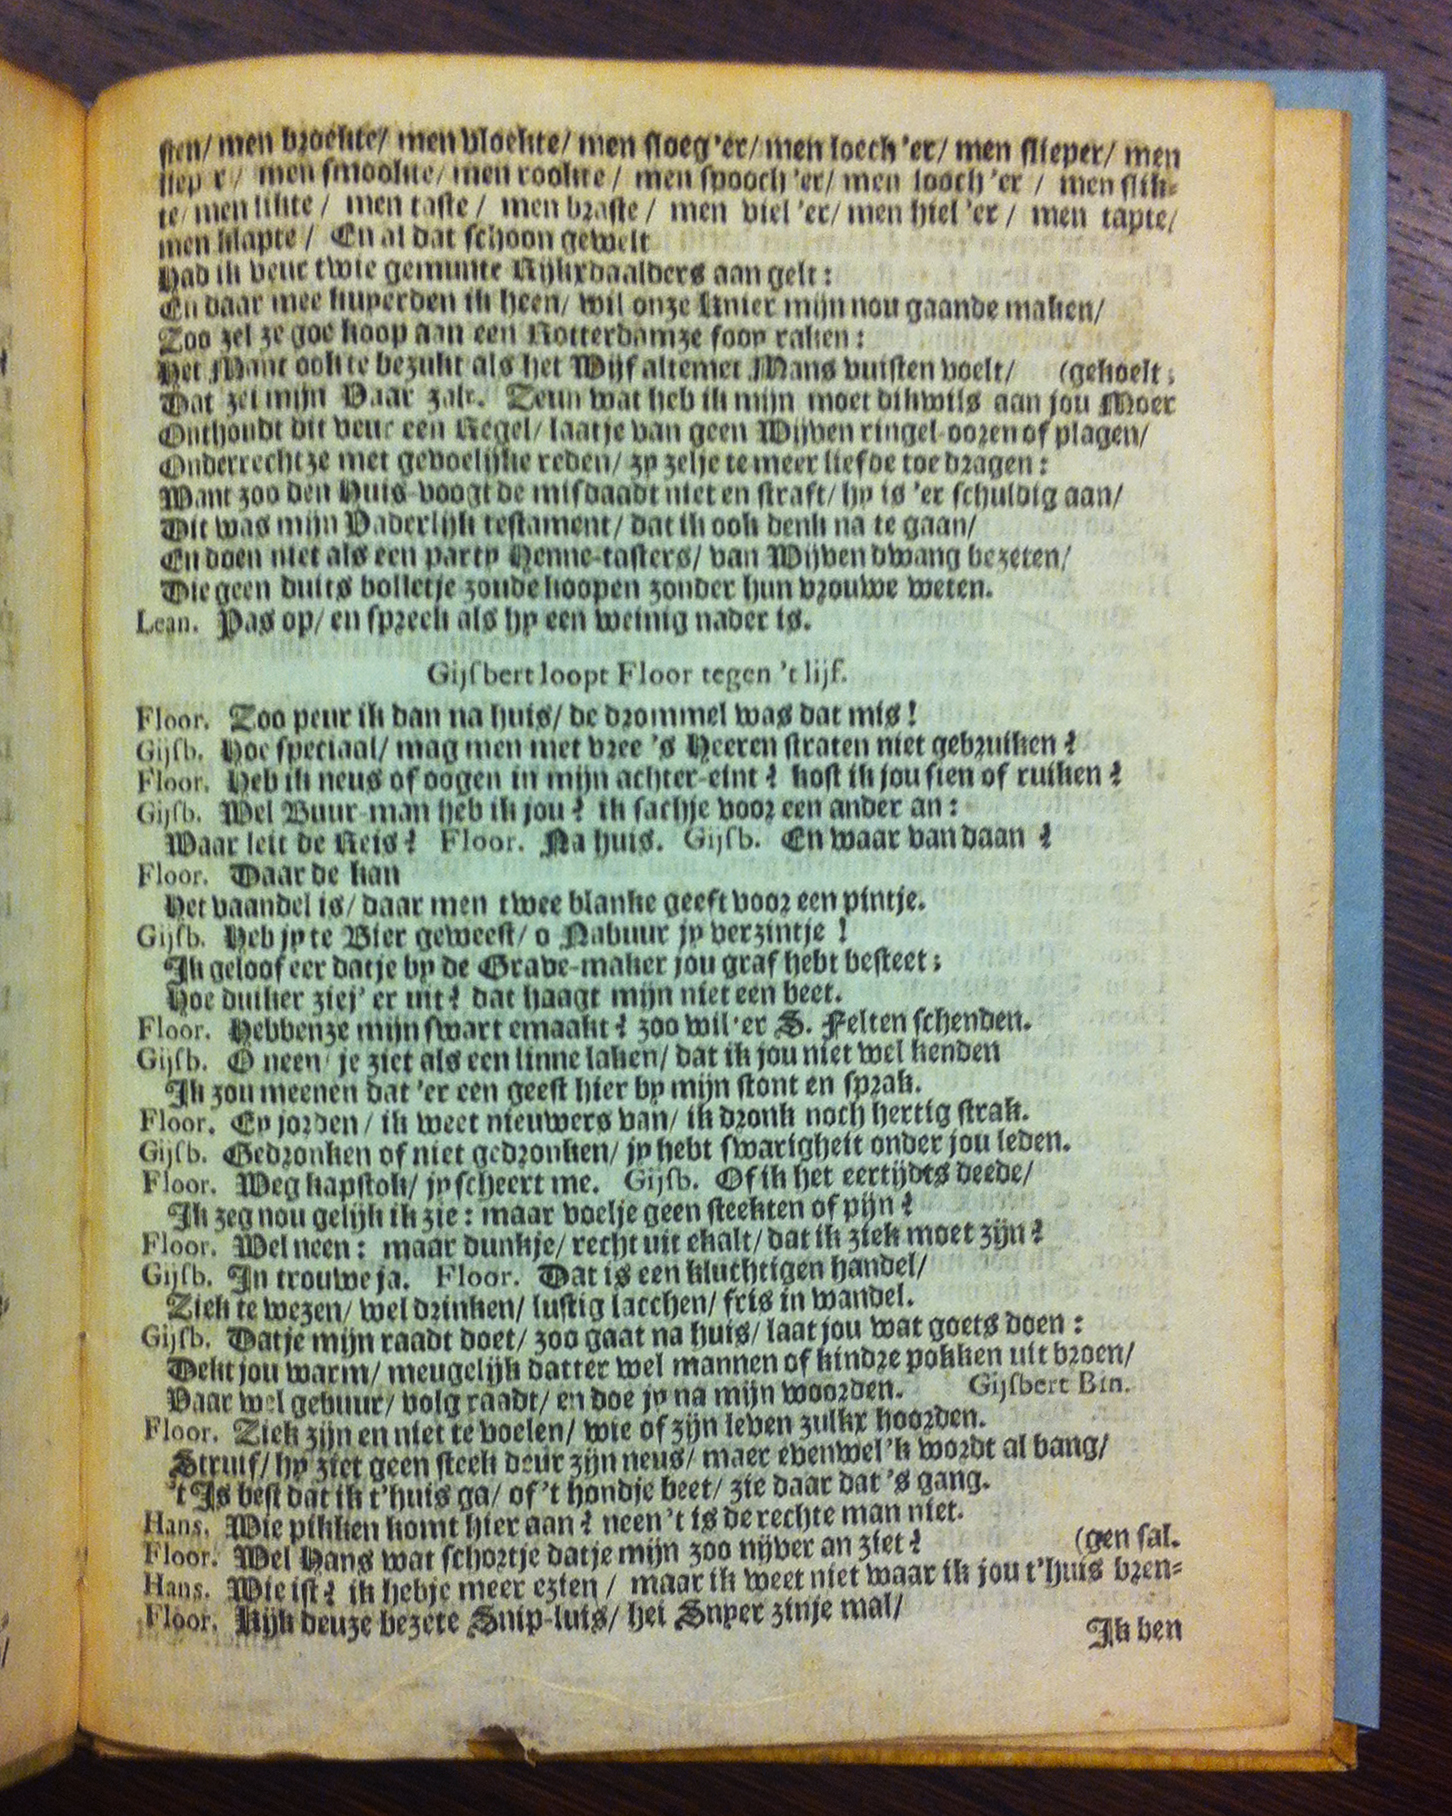 sten/ men brochte/ men vlochte/ men sloeg 'er/ men loech 'er/ men slieper/ men
liep 'er/ men smookte/ men rookte/ men spooch 'er/ men looch 'er/ men slik-
te/ men likte/ men taste/ men braste/ men viel 'er/ men hiel 'er/ men tapte/
men klapte/ En al dat schoon gewelt
Had ik veur twie gemunte Rijkxdaalders aan gelt:
En daar mee kuyerden ik heen/ wil onze Knier mijn nou gaande maken/
Zoo zel ze goe koop aan een Rotterdamze foop raken:
Het Mant ook te bezukt als het Wijf altemet Mans vuisten voelt/ (gekoelt;
Dat zei mijn Vaar zalr. Teun wat heb ik mijn moet dikwils aan jou Moer
Onthoudt dit veur een Regel/ laatje van geen Wijven ringel-ooren of plagen/
Onderrecht ze met gevoelijke reden/ zy zelje te meer liefde toe dragen:
Want zoo den Huis-voogt de misdaadt niet en straft/ hy is 'er schuldig aan/
Dit was mijn Vaderlijk testament/ dat ik ook denk na te gaan/
En doen niet als een party Henne-tasters/ van Wijven dwang bezeten/
Die geen duits bolletje zoude koopen zonder hun vrouwe weten.
Lean. Pas op/ en spreek als hy een weinig nader is.
Gijsbert loopt Floor tegen 't lijf.
Floor. Zoo peur ik dan na huis/ de drommel was dat mis!
Gijsb. Hoe speciaal/ mag men met vree 's Heeren straten niet gebruiken?
Floor. Heb ik neus of oogen in mijn achter-eint? kost ik jou sien of ruiken?
Gijsb. Wel Buur-man heb ik jou? ik sachje voor een ander an:
Waar leit de Reis? Floor. Na huis. Gijsb. En waar van daan?
Floor. Daar de kan
Het vaandel is/ daar men twee blanke geeft voor een pintje.
Gijsb. Heb jy te Bier geweest/ o Nabuur jy verzintje!
Ik geloof eer datje by de Grave-maker jou graf hebt besteet;
Hoe duiker ziej' er uit? dat haagt mijn niet een beet.
Floor. Hebbenze mijn swart emaakt? zoo wil 'er S. Felten schenden.
Gijsb. O neen/ je ziet als een linne laken/ dat ik jou niet wel kenden
Ik zou meenen dat 'er een geest hier by mijn stont en sprak.
Floor. Ey jorden/ ik weet nieuwers van/ ik dronk noch hertig strak.
Gijsb. Gedronken of niet gedronken/ jy hebt swarigheit onder jou leden.
Floor. Weg kapstok/ jy scheert me. Gijsb. Of ik het eertijdts deede/
Ik zeg nou gelijk ik zie: maar voelje geen steekten of pijn?
Floor. Wel neen: maar dunkje/ recht uit ekalt/ dat ik ziek moet zijn?
Gijsb. In trouwe ja. Floor. Dat is een kluchtigen handel/
Ziek te wezen/ wel drinken/ lustig lacchen/ fris in wandel.
Gijsb. Datje mijn raadt doet/ zoo gaat na huis/ laat jou wat goets doen:
Dekt jou warm/ meugelijk datter wel mannen of kindre pokken uit broen/
Vaar wel gebuur/ volg raadt/ en doe jy na mijn woorden. Gijsbert Bin.
Floor. Ziek zijn en niet te voelen/ wie of zijn leven zulkx hoorden.
Struif/ hy ziet geen steek deur zijn neus/ maer evenwel 'k wordt al bang/
't Is best dat ik t'huis ga/ of 't hondje beet/ zie daar dat 's gang.
Hans. Wie pikken komt hier aan? neen 't is de rechte man niet.
Floor. Wel Hans wat schortje datje mijn zoo nijver an ziet? (gen sal.
Hans. Wie ist? ik hebje meer ezien/ maar ik weet niet waar ik jou t'huis bren-
Floor. Kijk deuze bezete Snip-luis/ hei Snyer zinje mal/
Ik ben